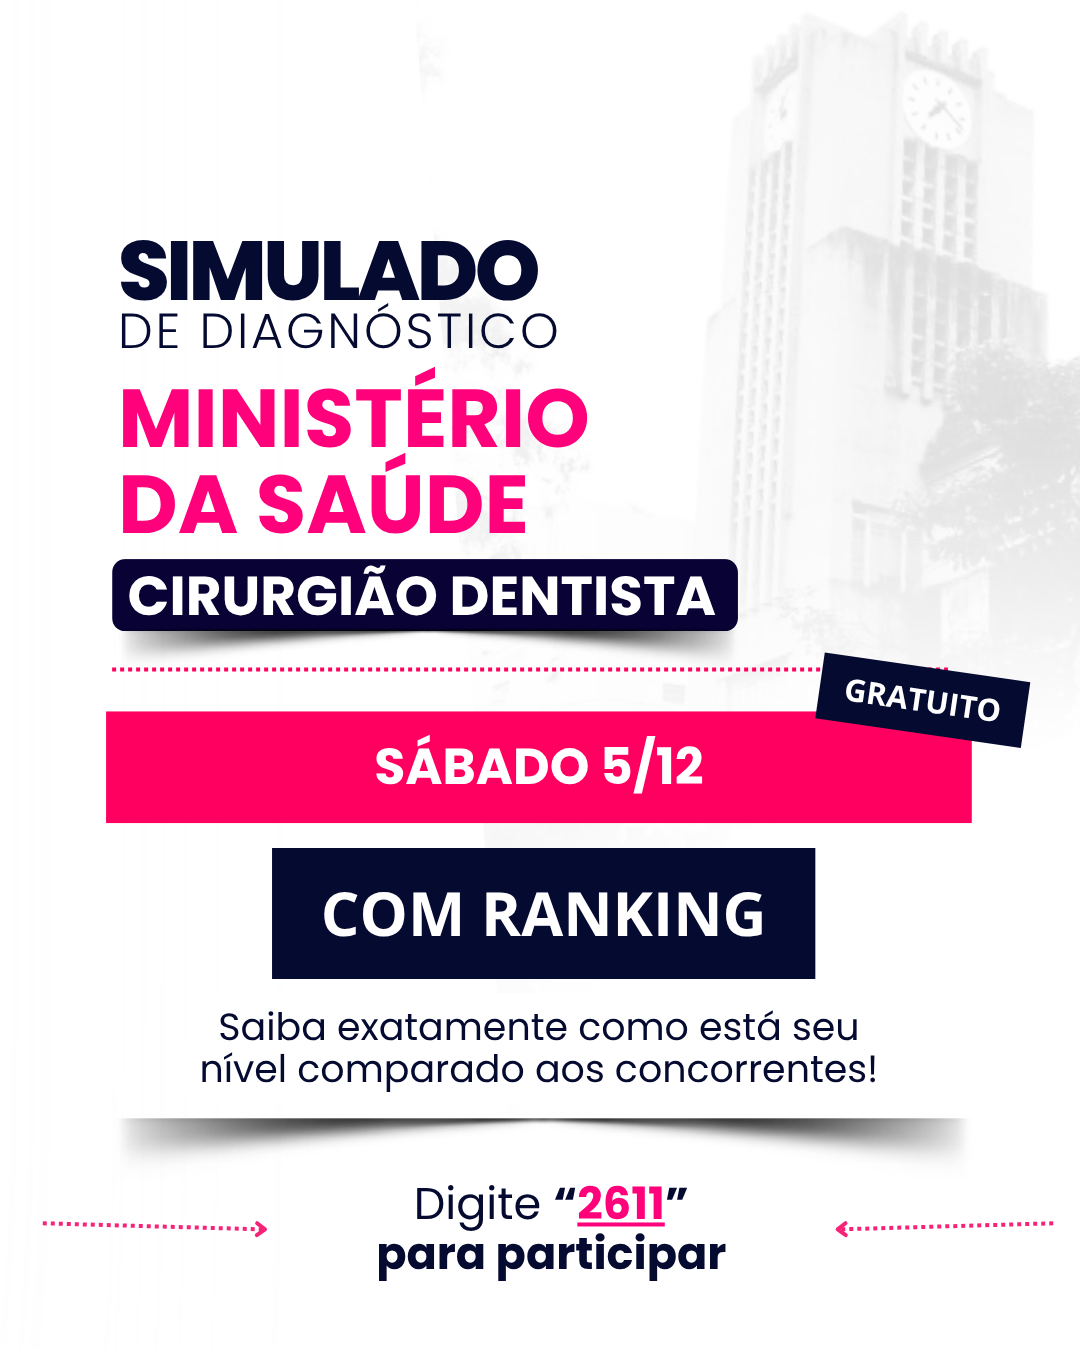 SIMULADO
DE DIAGNÓSTICO
MINISTÉRIO
DA SAÚDE
CIRURGIÃO DENTISTA
GRATUITO
SÁBADO 5/12
COM RANKING
Saiba exatamente como está seu
nível comparado aos concorrentes!
Digite “2611”
para participar